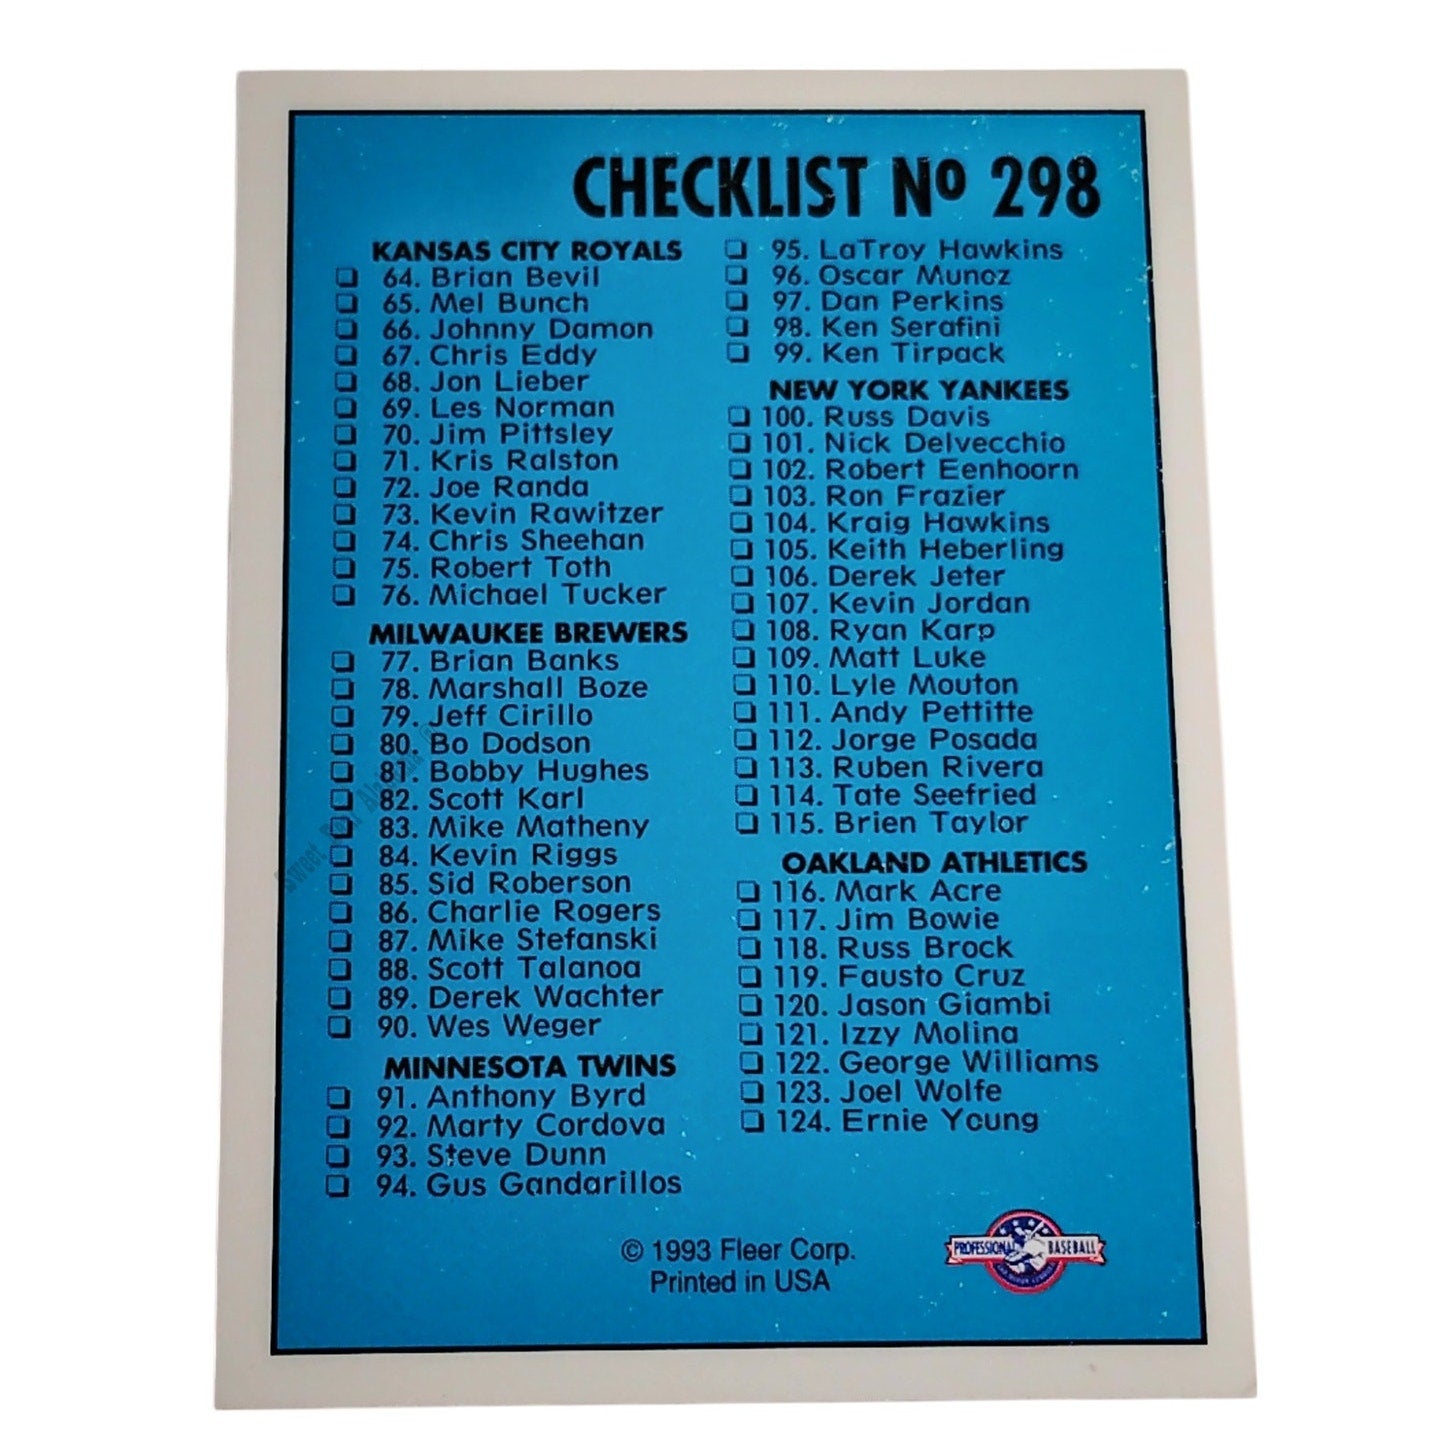 CHECKLIST Nº 298
KANSAS CITY ROYALS
64. Brian Bevil
65. Mel Bunch
66. Johnny Damon
67. Chris Eddy
68. Jon Lieber
69. Les Norman
70. Jim Pittsley
71. Kris Ralston
72. Joe Randa
73. Kevin Rawitzer
74. Chris Sheehan
75. Robert Toth
76. Michael Tucker
MILWAUKEE BREWERS
77. Brian Banks
78. Marshall Boze
79. Jeff Cirillo
80. Bo Dodson
81. Bobby Hughes
82. Scott Karl
83. Mike Matheny
84. Kevin Riggs
85. Sid Roberson
86. Charlie Rogers
87. Mike Stefanski
88. Scott Talanoa
89. Derek Wachter
90. Wes Weger
MINNESOTA TWINS
91. Anthony Byrd
92. Marty Cordova
93. Steve Dunn
94. Gus Gandarillos
95. LaTroy Hawkins
96. Oscar Munoz
97. Dan Perkins
98. Ken Serafini
99. Ken Tirpack
NEW YORK YANKEES
100. Russ Davis
101. Nick Delvecchio
102. Robert Eenhoorn
103. Ron Frazier
104. Kraig Hawkins
105. Keith Heberling
106. Derek Jeter
107. Kevin Jordan
108. Ryan Karp
109. Matt Luke
110. Lyle Mouton
111. Andy Pettitte
112. Jorge Posada
113. Ruben Rivera
114. Tate Seefried
115. Brien Taylor
OAKLAND ATHLETICS
116. Mark Acre
117. Jim Bowie
118. Russ Brock
119. Fausto Cruz
120. Jason Giambi
121. Izzy Molina
122. George Williams
123. Joel Wolfe
124. Ernie Young
© 1993 Fleer Corp.
Printed in USA
PROFESSIONAL BASEBALL